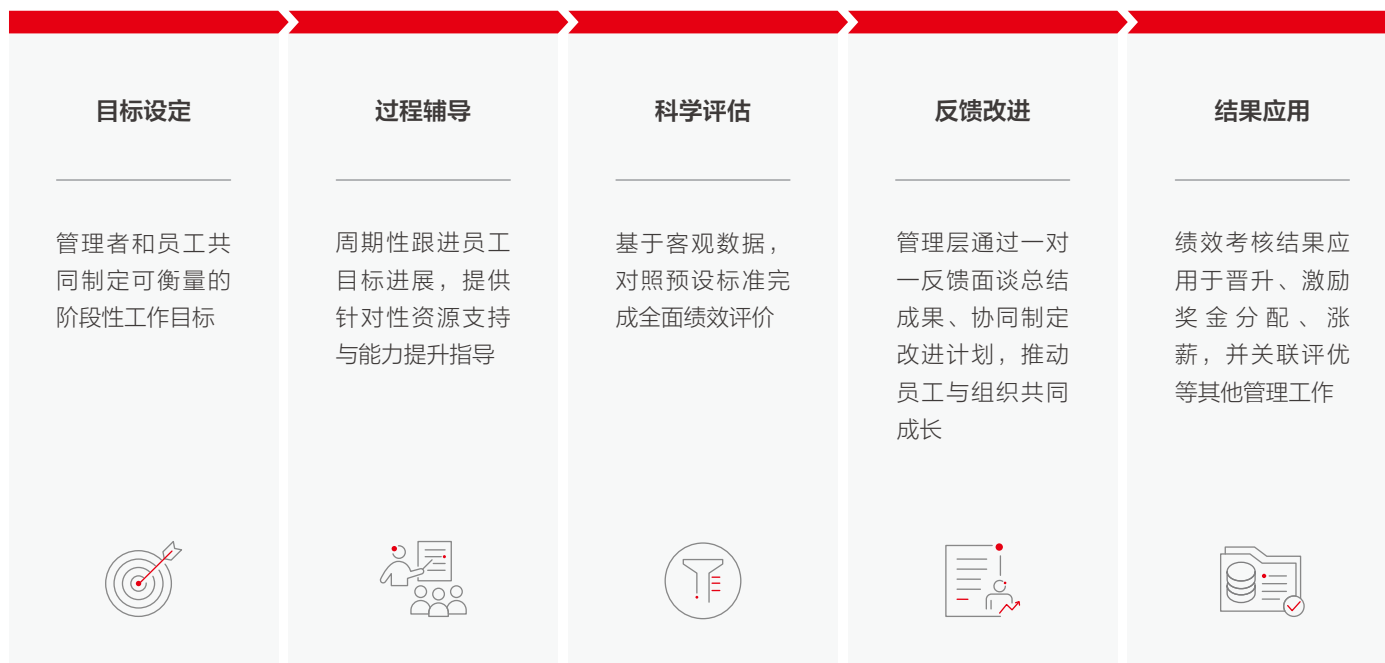 目标设定
管理者和员工共
同制定可衡量的
阶段性工作目标
过程辅导
周期性跟进员工
目标进展，提供
针对性资源支持
与能力提升指导
科学评估
基于客观数据，
对照预设标准完
成全面绩效评价
反馈改进
管理层通过一对
一反馈面谈总结
成果、协同制定
改进计划，推动
员工与组织共同
成长
结果应用
绩效考核结果应
用于晋升、激励
奖金分配、涨
薪，并关联评优
等其他管理工作